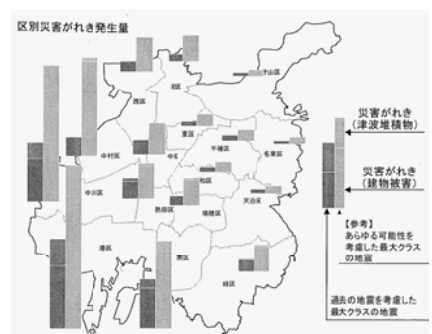 区別災害がれき発生量
守山区
北区
西区
東区
千種区
名東区
中村区
中区
昭和区
中川区
熱田区
瑞穂区
天白区
港区
南区
緑区
災害がれき
(津波堆積物)
災害がれき
(建物被害)
【参考】
あらゆる可能性を
考慮した最大クラス
の地震
過去の地震を考慮した
最大クラスの地震